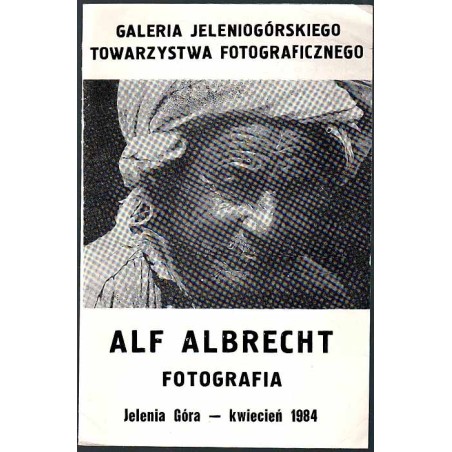 GALERIA JELENIOGÓRSKIEGO
TOWARZYSTWA FOTOGRAFICZNEGO
ALF ALBRECHT
FOTOGRAFIA
Jelenia Góra — kwiecień 1984